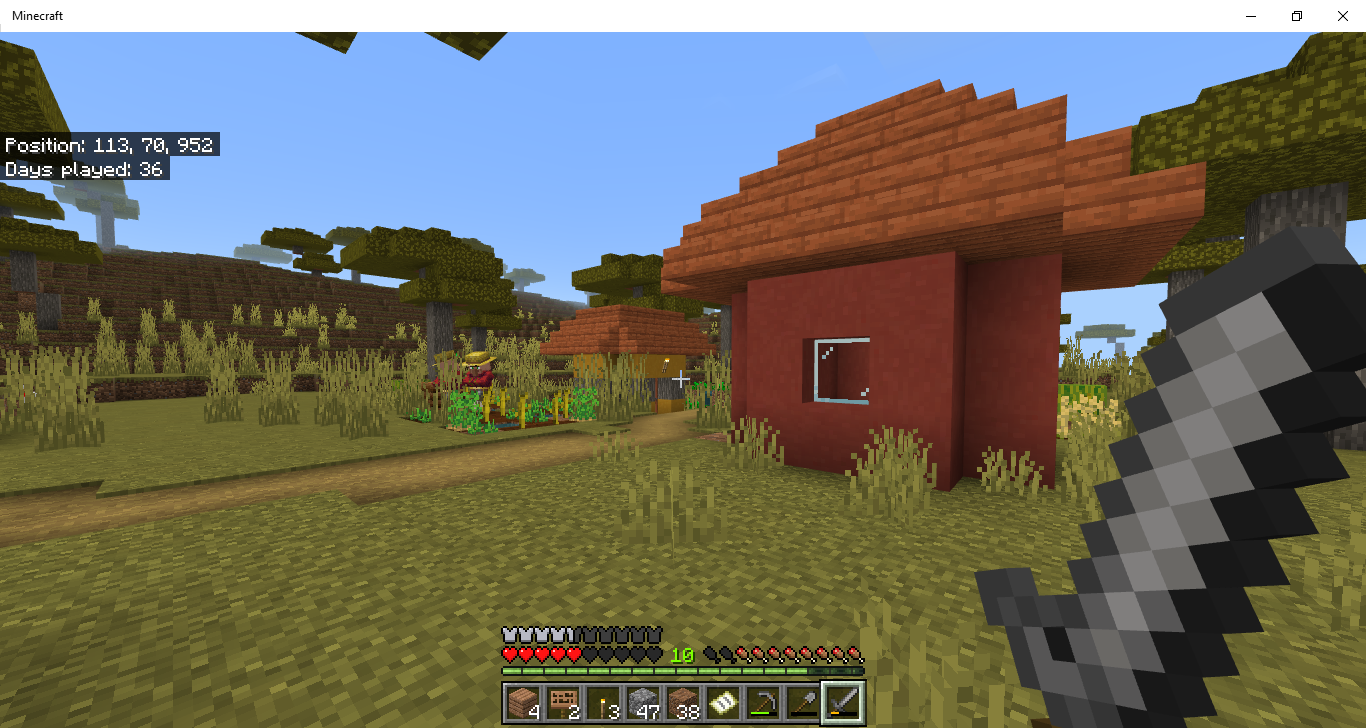 Minecraft
Position: 113, 70, 952
Days played: 36
10
4 2 3 47 38